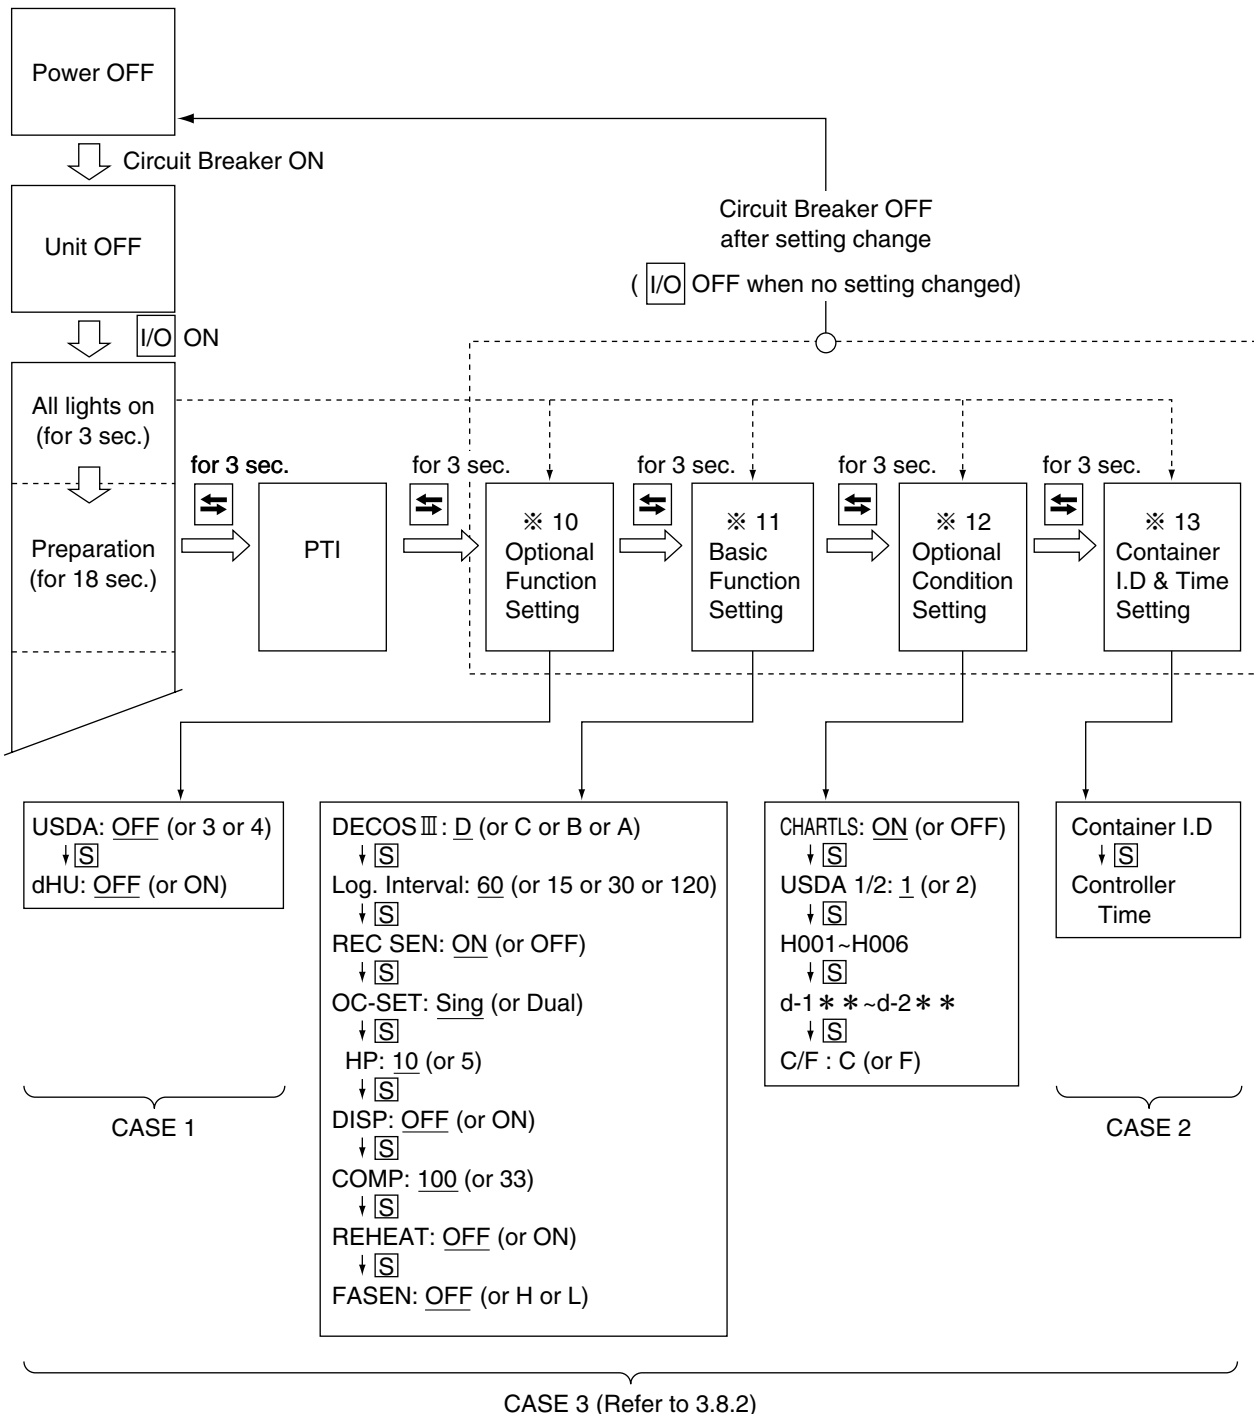 Power OFF
Circuit Breaker ON
Unit OFF
Circuit Breaker OFF
after setting change
( I/O OFF when no setting changed)
I/O ON
All lights on
(for 3 sec.)
for 3 sec.
for 3 sec.
for 3 sec.
for 3 sec.
for 3 sec.
Preparation
(for 18 sec.)
PTI
※ 10
Optional
Function
Setting
※ 11
Basic
Function
Setting
※ 12
Optional
Condition
Setting
※ 13
Container
I.D & Time
Setting
USDA: OFF (or 3 or 4)
S
dHU: OFF (or ON)
CASE 1
DECOSⅢ: D (or C or B or A)
S
Log. Interval: 60 (or 15 or 30 or 120)
S
REC SEN: ON (or OFF)
S
OC-SET: Sing (or Dual)
S
HP: 10 (or 5)
S
DISP: OFF (or ON)
S
COMP: 100 (or 33)
S
REHEAT: OFF (or ON)
S
FASEN: OFF (or H or L)
CHARTLS: ON (or OFF)
S
USDA 1/2: 1 (or 2)
S
H001~H006
S
d-1＊＊~d-2＊＊
S
C/F : C (or F)
Container I.D
S
Controller
Time
CASE 2
CASE 3 (Refer to 3.8.2)